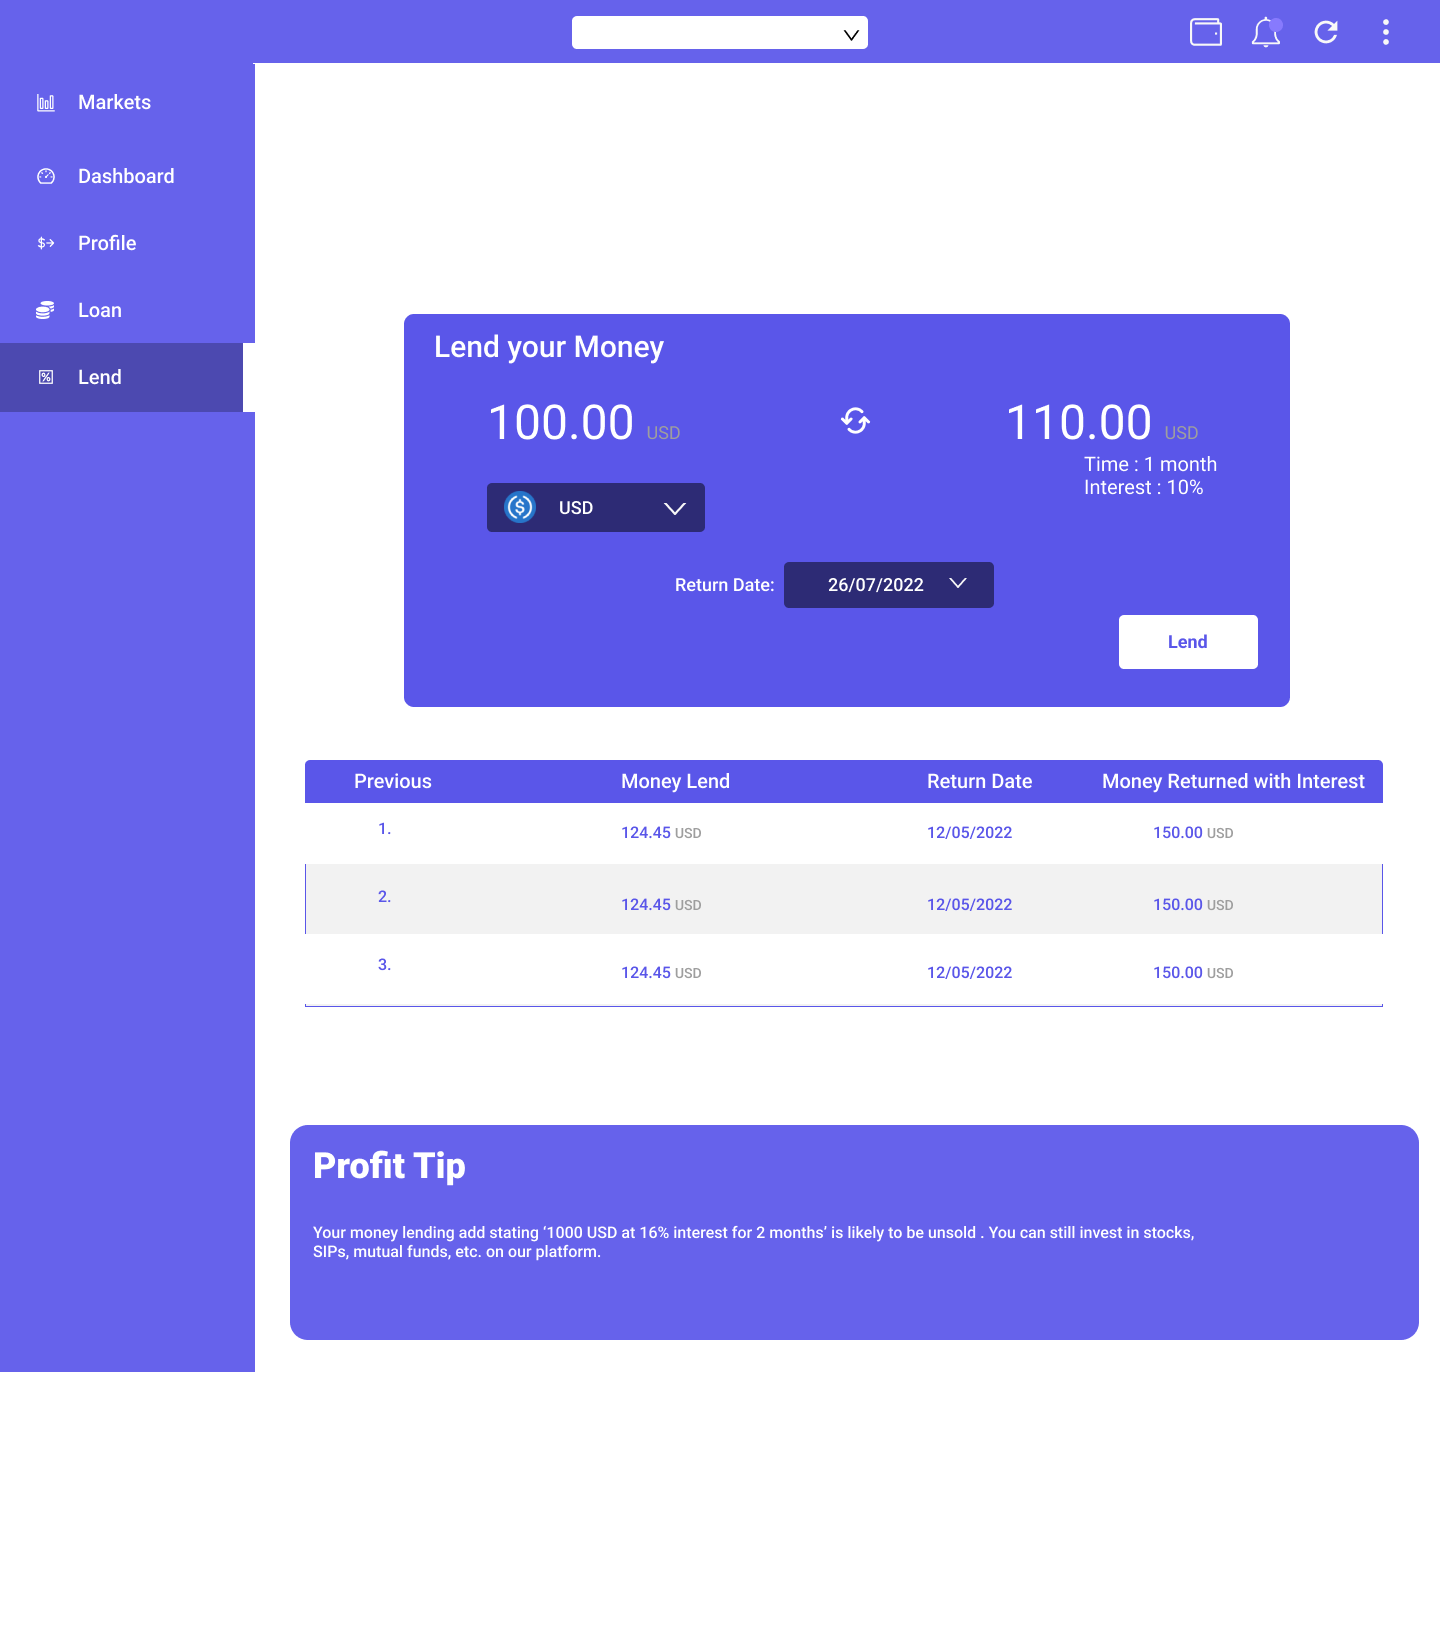 Markets
Dashboard
Profile
Loan
Lend
Lend your Money
100.00 USD
110.00 USD
Time : 1 month
Interest : 10%
USD
Return Date:
26/07/2022
Lend
Previous Money Lend Return Date Money Returned with Interest
1. 124.45 USD 12/05/2022 150.00 USD
2. 124.45 USD 12/05/2022 150.00 USD
3. 124.45 USD 12/05/2022 150.00 USD
Profit Tip
Your money lending add stating ‘1000 USD at 16% interest for 2 months’ is likely to be unsold . You can still invest in stocks,
SIPs, mutual funds, etc. on our platform.